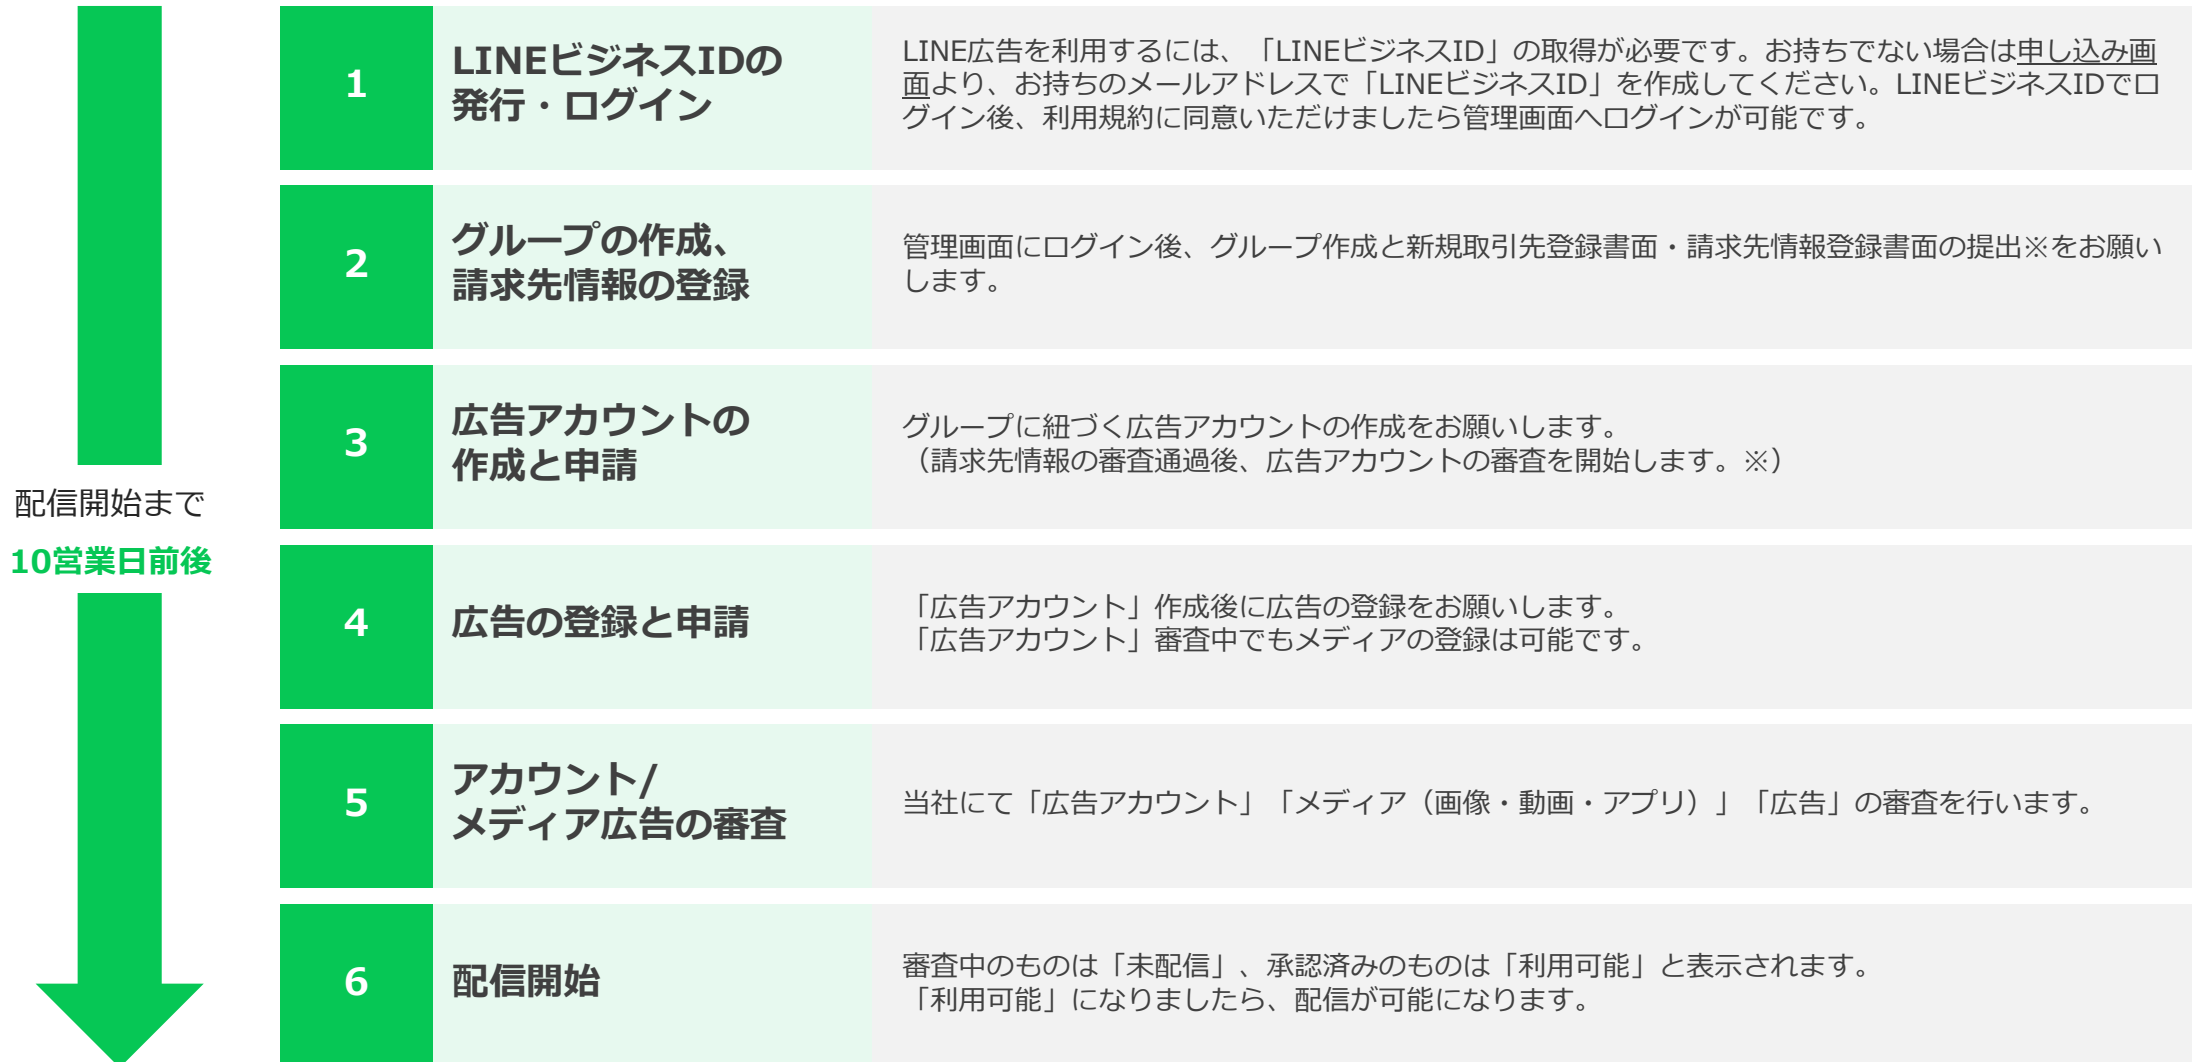 1
LINEビジネスIDの
発行・ログイン
LINE広告を利用するには、「LINEビジネスID」の取得が必要です。お持ちでない場合は申し込み画
面より、お持ちのメールアドレスで「LINEビジネスID」を作成してください。LINEビジネスIDでロ
グイン後、利用規約に同意いただけましたら管理画面へログインが可能です。
2
グループの作成、
請求先情報の登録
管理画面にログイン後、グループ作成と新規取引先登録書面・請求先情報登録書面の提出※をお願い
します。
3
広告アカウントの
作成と申請
グループに紐づく広告アカウントの作成をお願いします。
（請求先情報の審査通過後、広告アカウントの審査を開始します。※）
配信開始まで
10営業日前後
4
広告の登録と申請
「広告アカウント」作成後に広告の登録をお願いします。
「広告アカウント」審査中でもメディアの登録は可能です。
5
アカウント/
メディア広告の審査
当社にて「広告アカウント」「メディア（画像・動画・アプリ）」「広告」の審査を行います。
6
配信開始
審査中のものは「未配信」、承認済みのものは「利用可能」と表示されます。
「利用可能」になりましたら、配信が可能になります。